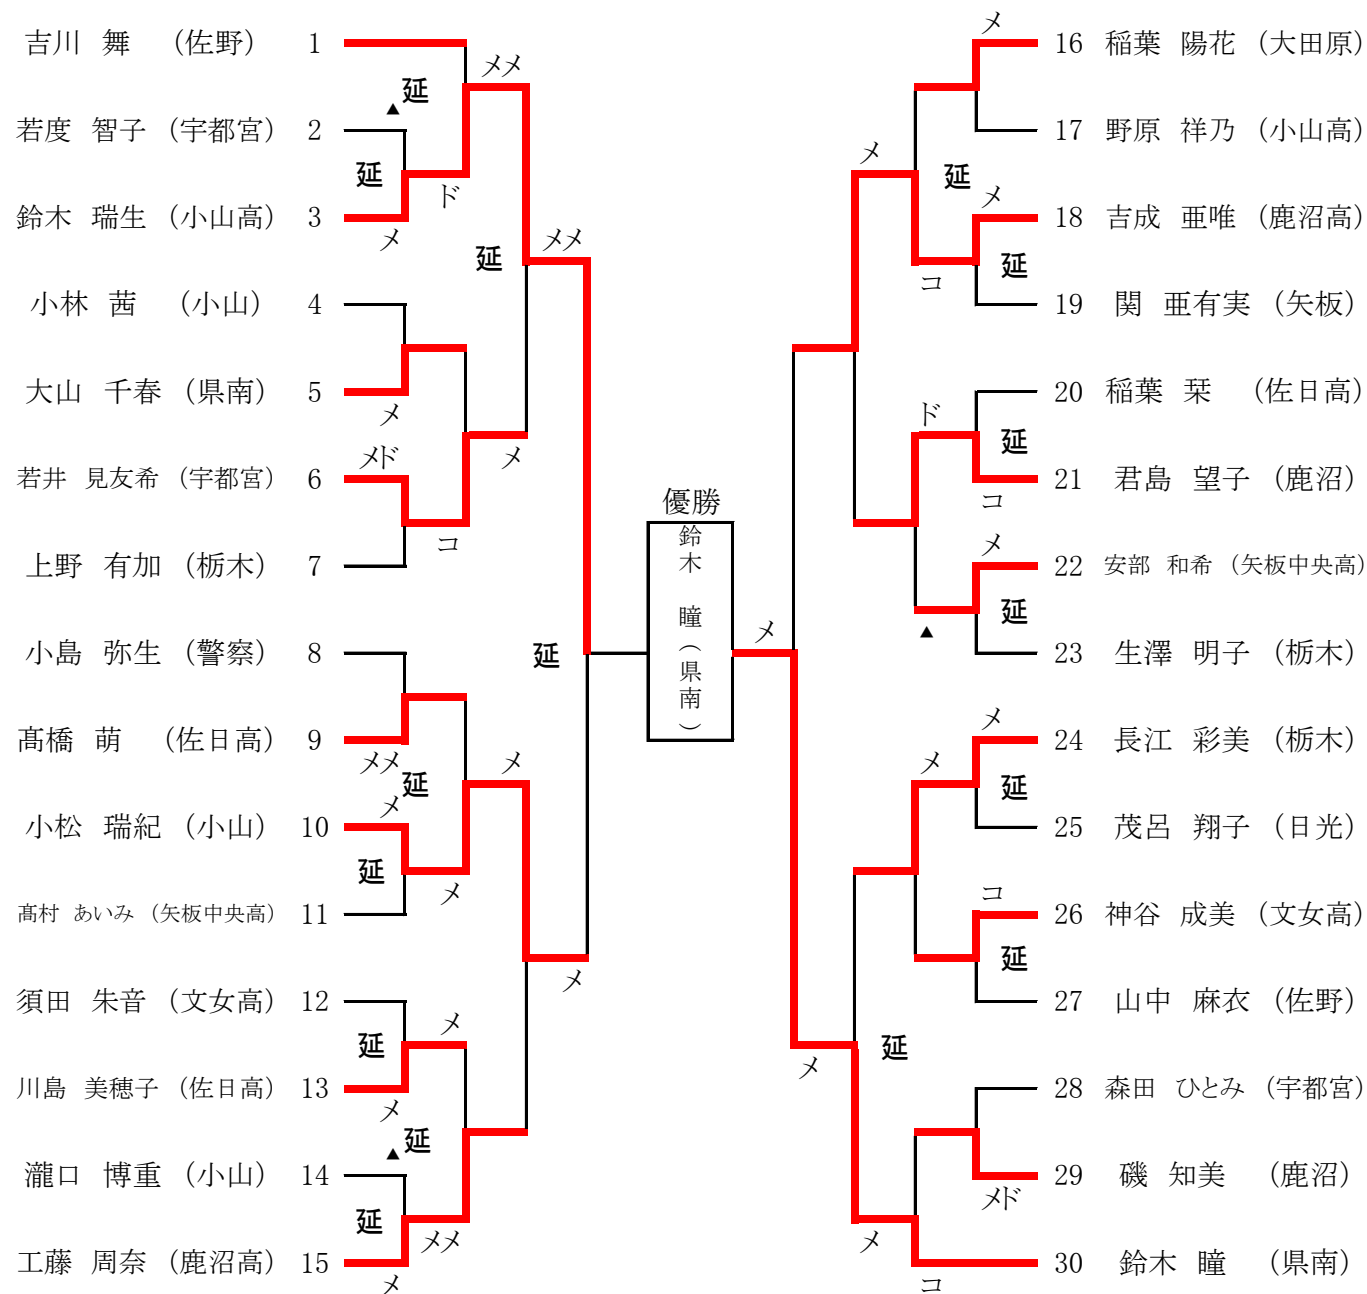 吉川 舞 (佐野) 1
若度 智子 (宇都宮) 2
鈴木 瑞生 (小山高) 3
小林 茜 (小山) 4
大山 千春 (県南) 5
若井 見友希 (宇都宮) 6
上野 有加 (栃木) 7
小島 弥生 (警察) 8
髙橋 萌 (佐日高) 9
小松 瑞紀 (小山) 10
髙村 あいみ (矢板中央高) 11
須田 朱音 (文女高) 12
川島 美穂子 (佐日高) 13
瀧口 博重 (小山) 14
工藤 周奈 (鹿沼高) 15
メメ
▲
延
延
メ
ド
延
メメ
メ
メド
メ
コ
延
メメ
延
メ
メ
延
メ
メ
延
メ
メ
▲
延
延
メメ
メ
優勝
鈴木 瞳(県南)
メ
メ
メ
延
メ
コ
延
ド
延
コ
メ
延
▲
メ
メ
延
コ
延
メ
延
メド
メ
コ
16 稲葉 陽花 (大田原)
17 野原 祥乃 (小山高)
18 吉成 亜唯 (鹿沼高)
19 関 亜有実 (矢板)
20 稲葉 栞 (佐日高)
21 君島 望子 (鹿沼)
22 安部 和希 (矢板中央高)
23 生澤 明子 (栃木)
24 長江 彩美 (栃木)
25 茂呂 翔子 (日光)
26 神谷 成美 (文女高)
27 山中 麻衣 (佐野)
28 森田 ひとみ (宇都宮)
29 磯 知美 (鹿沼)
30 鈴木 瞳 (県南)